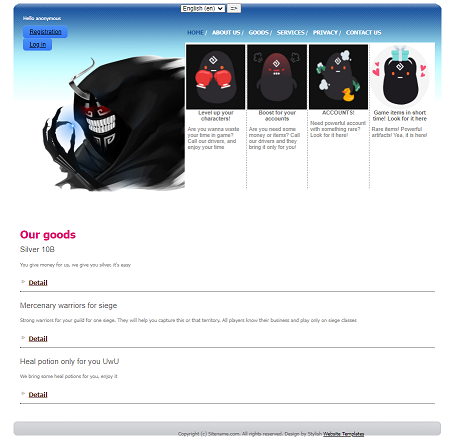 English (en)
=>
Hello anonymous
Registration
Log in
HOME / ABOUT US / GOODS / SERVICES / PRIVACY / CONTACT US
Level up your
characters!
Are you wanna waste
your time in game?
Call our drivers, and
enjoy your time
Boost for your
accounts
Are you need some
money or items? Call
our drivers and they
bring it only for you!
ACCOUNTS!
Need powerful account
with something rare?
Look for it here
Game items in short
time! Look for it here
Rare items! Powerful
artifacts! Yea, it is here!
Our goods
Silver 10B
You give money for us, we give you silver, it's easy
Detail
Mercenary warriors for siege
Strong warriors for your guild for one siege. They will help you capture this or that territory. All players know their business and play only on siege classes
Detail
Heal potion only for you UwU
We bring some heal potions for you, enjoy it
Detail
Copyright (c) Sitename.com. All rights reserved. Design by Stylish Website Templates